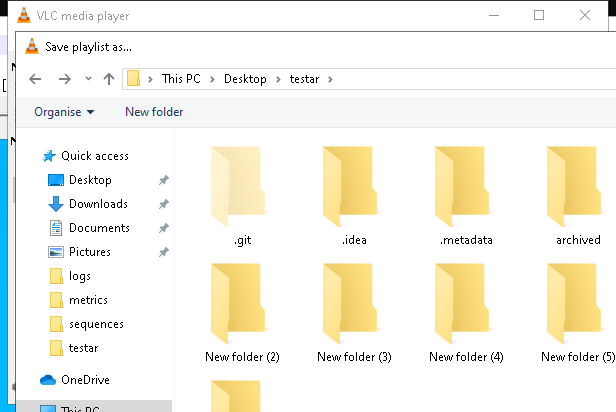 VLC media player
Save playlist as...
This PC > Desktop > testar >
Organise New folder
Quick access
Desktop
Downloads
Documents
Pictures
logs
metrics
sequences
testar
OneDrive
This PC
.git .idea .metadata archived
New folder (2) New folder (3) New folder (4) New folder (5)